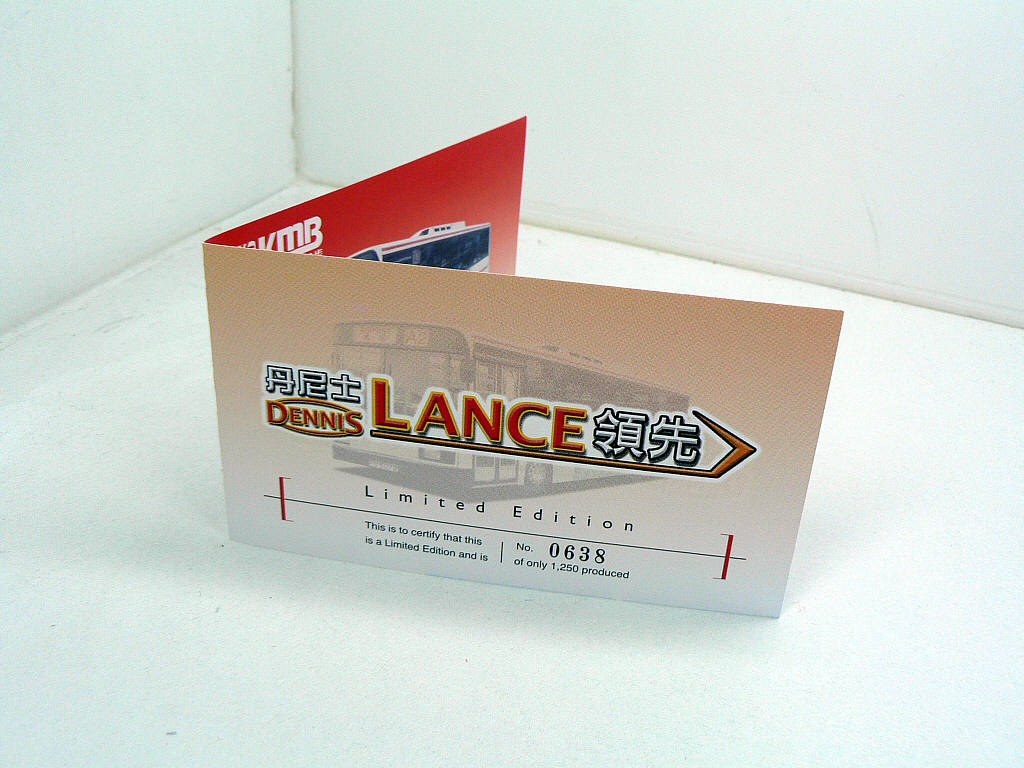 KMB
丹尼士
DENNIS LANCE 領先
Limited Edition
This is to certify that this
is a Limited Edition and is
No. 0638
of only 1,250 produced